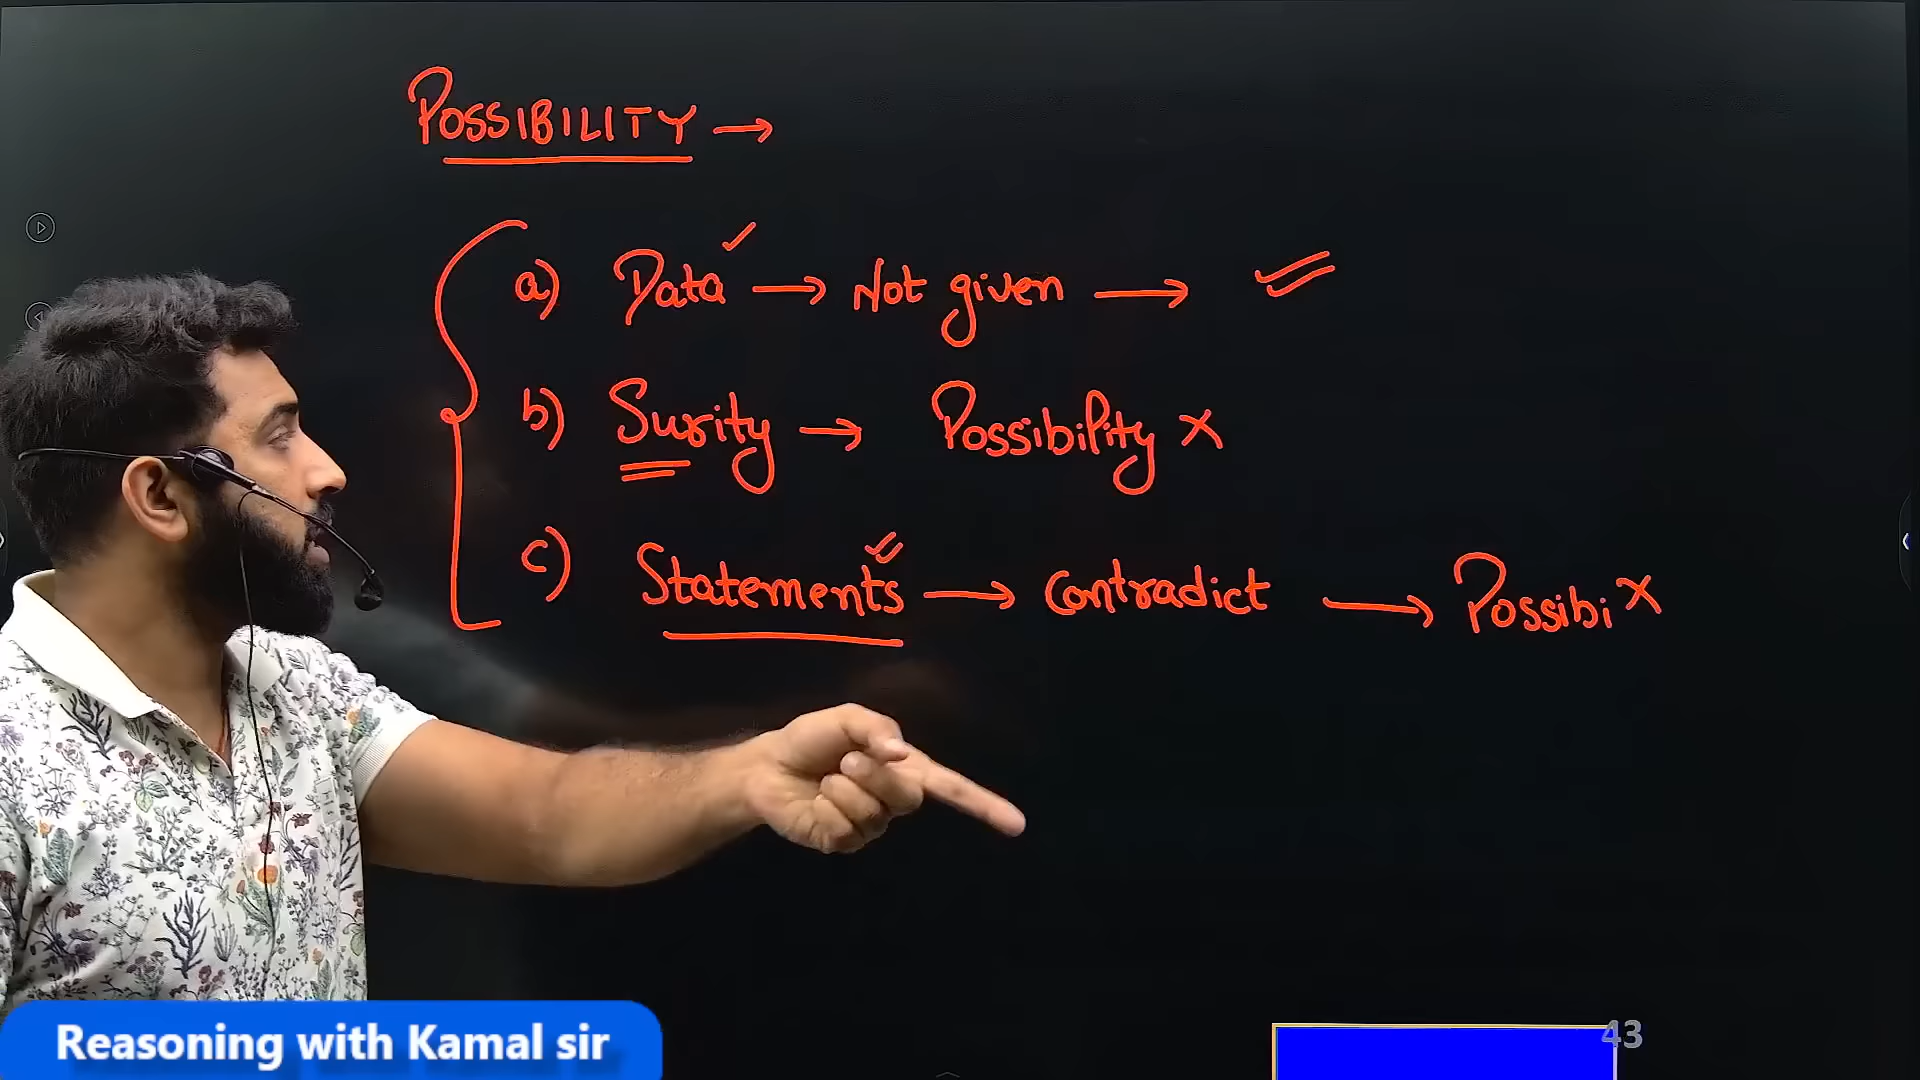 POSSIBILITY →
a) Data ✓ → Not given → ✓
b) Surity → Possibility ×
c) Statements ✓ → Contradict → Possibi ×
Reasoning with Kamal sir
43